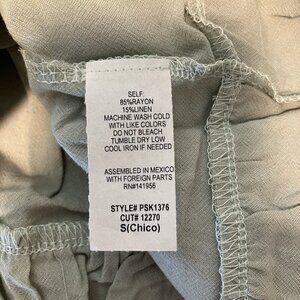 SELF:
85%RAYON
15%LINEN
MACHINE WASH COLD
WITH LIKE COLORS
DO NOT BLEACH
TUMBLE DRY LOW
COOL IRON IF NEEDED
ASSEMBLED IN MEXICO
WITH FOREIGN PARTS
RN#141956
STYLE# PSK1376
CUT# 12270
S(Chico)